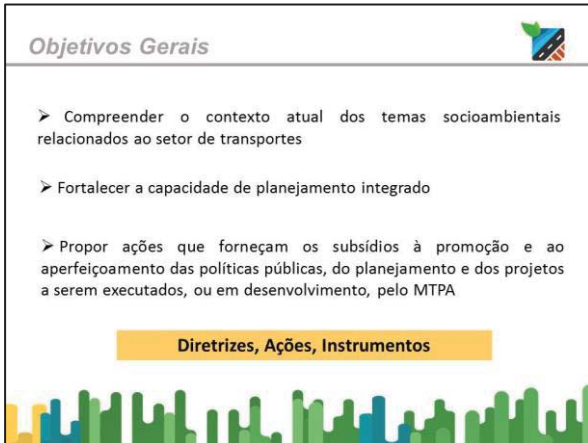 Objetivos Gerais
➢ Compreender o contexto atual dos temas socioambientais
relacionados ao setor de transportes
➢ Fortalecer a capacidade de planejamento integrado
➢ Propor ações que forneçam os subsídios à promoção e ao
aperfeiçoamento das políticas públicas, do planejamento e dos projetos
a serem executados, ou em desenvolvimento, pelo MTPA
Diretrizes, Ações, Instrumentos